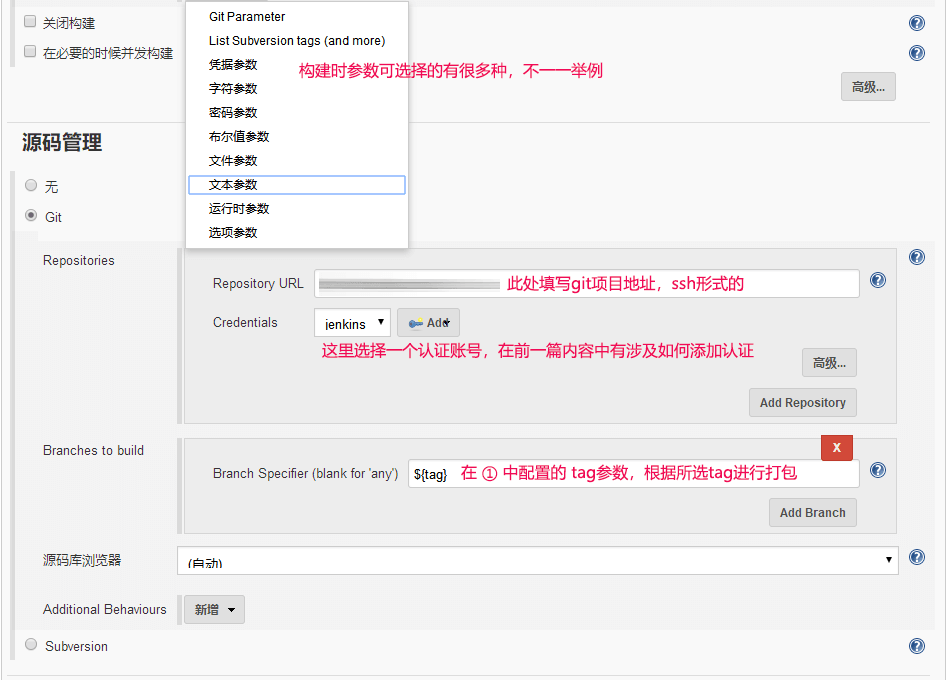 关闭构建
在必要的时候并发构建
Git Parameter
List Subversion tags (and more)
凭据参数
字符参数
密码参数
布尔值参数
文件参数
文本参数
运行时参数
选项参数
构建时参数可选择的有很多种，不一一举例
高级...
源码管理
无
Git
Repositories
Repository URL 此处填写git项目地址，ssh形式的
Credentials jenkins Add
这里选择一个认证账号，在前一篇内容中有涉及如何添加认证
高级...
Add Repository
Branches to build
X
Branch Specifier (blank for 'any') ${tag} 在 ① 中配置的 tag参数，根据所选tag进行打包
Add Branch
源码库浏览器 (自动)
Additional Behaviours 新增
Subversion